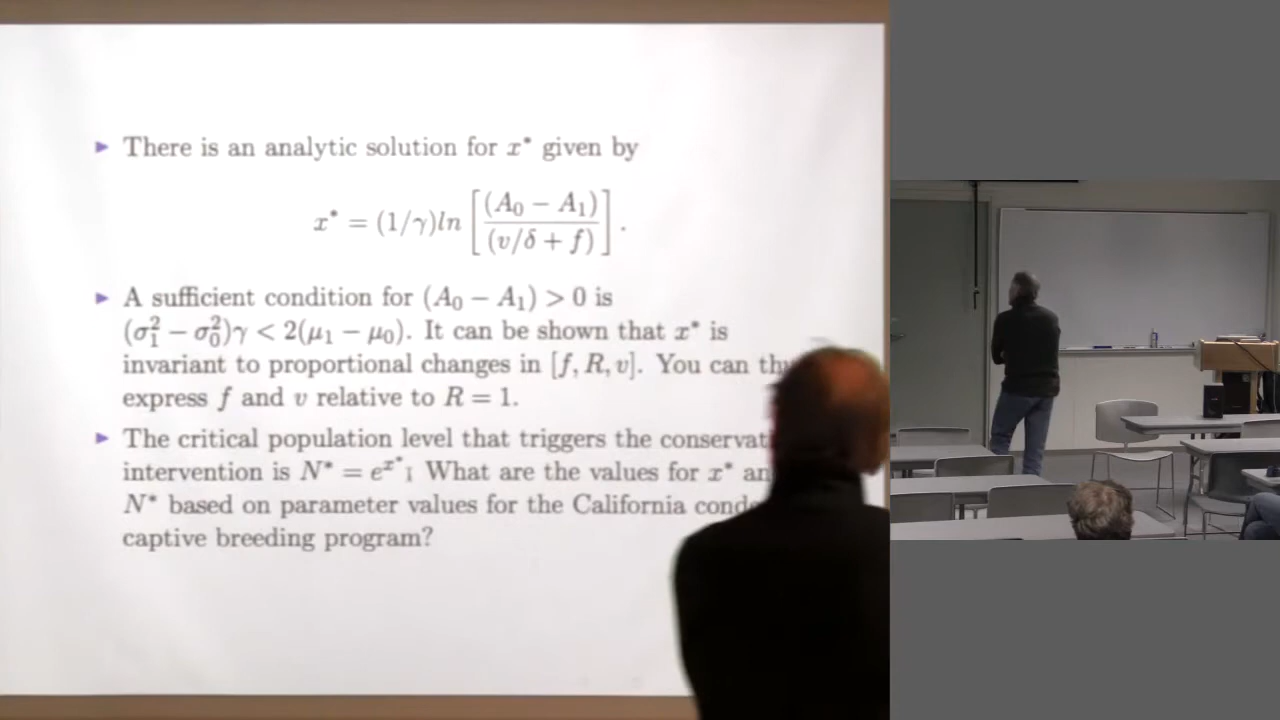 There is an analytic solution for x* given by
x* = (1/γ)ln [(A₀ − A₁) / (v/δ + f)].
A sufficient condition for (A₀ − A₁) > 0 is
(σ₁² − σ₀²)γ < 2(μ₁ − μ₀). It can be shown that x* is
invariant to proportional changes in [f, R, v]. You can
express f and v relative to R = 1.
The critical population level that triggers the
intervention is N* = e^{x*}¡ What are the values for x*
N* based on parameter values for the California
captive breeding program?